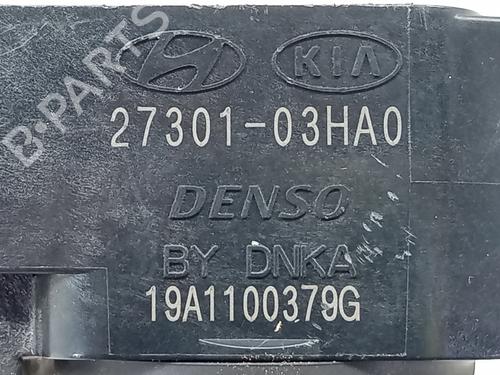 KIA
27301-03HA0
DENSO
BY DNKA
19A1100379G
B-PARTS